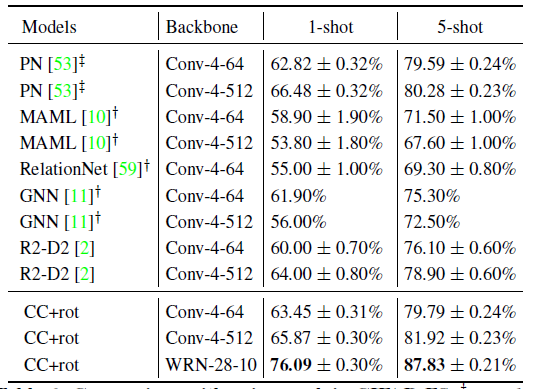 Models Backbone 1-shot 5-shot
PN [53]‡ Conv-4-64 62.82 ± 0.32% 79.59 ± 0.24%
PN [53]‡ Conv-4-512 66.48 ± 0.32% 80.28 ± 0.23%
MAML [10]† Conv-4-64 58.90 ± 1.90% 71.50 ± 1.00%
MAML [10]† Conv-4-512 53.80 ± 1.80% 67.60 ± 1.00%
RelationNet [59]† Conv-4-64 55.00 ± 1.00% 69.30 ± 0.80%
GNN [11]† Conv-4-64 61.90% 75.30%
GNN [11]† Conv-4-512 56.00% 72.50%
R2-D2 [2] Conv-4-64 60.00 ± 0.70% 76.10 ± 0.60%
R2-D2 [2] Conv-4-512 64.00 ± 0.80% 78.90 ± 0.60%
CC+rot Conv-4-64 63.45 ± 0.31% 79.79 ± 0.24%
CC+rot Conv-4-512 65.87 ± 0.30% 81.92 ± 0.23%
CC+rot WRN-28-10 76.09 ± 0.30% 87.83 ± 0.21%